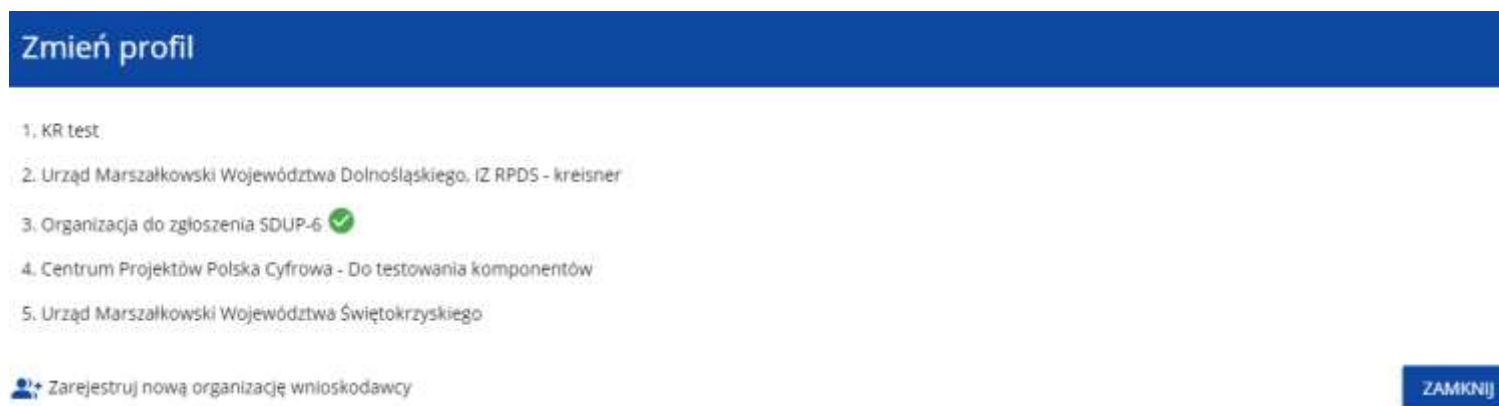 Zmień profil
1. KR test
2. Urząd Marszałkowski Województwa Dolnośląskiego, IZ RPDS - kreisner
3. Organizacja do zgłoszenia SDUP-6
4. Centrum Projektów Polska Cyfrowa - Do testowania komponentów
5. Urząd Marszałkowski Województwa Świętokrzyskiego
Zarejestruj nową organizację wnioskodawcy
ZAMKNIJ